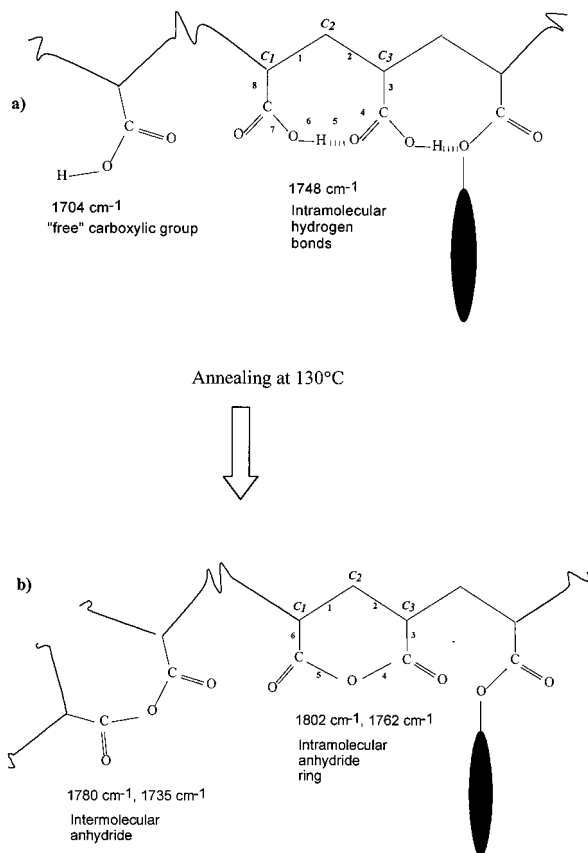 a)
C1
C2
C3
1
2
8
3
6
5
4
7
C
O
O
H
C
O
O
H
C
O
O
H
C
O
O
1704 cm-1
"free" carboxylic group
1748 cm-1
Intramolecular
hydrogen
bonds
Annealing at 130°C
b)
C1
C2
C3
1
2
6
3
5
4
C
O
O
C
O
C
O
O
C
O
C
O
O
1802 cm-1, 1762 cm-1
Intramolecular
anhydride
ring
1780 cm-1, 1735 cm-1
Intermolecular
anhydride